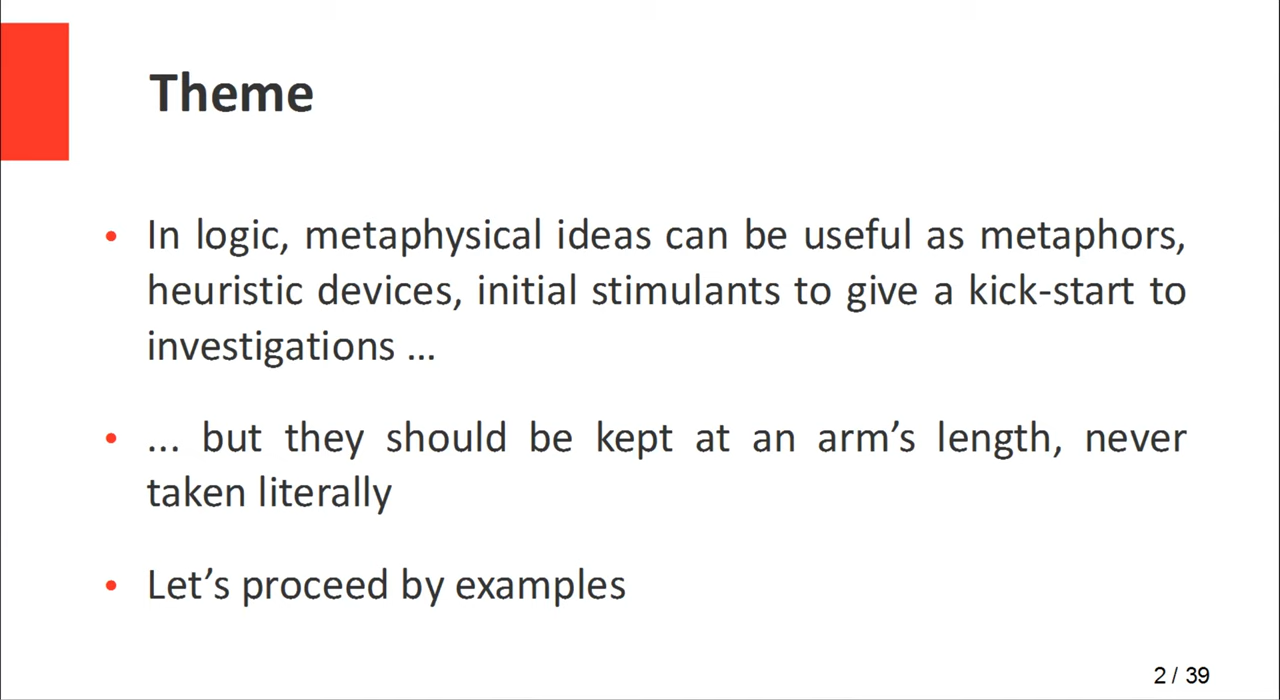 Theme
• In logic, metaphysical ideas can be useful as metaphors,
heuristic devices, initial stimulants to give a kick-start to
investigations ...
• ... but they should be kept at an arm’s length, never
taken literally
• Let’s proceed by examples
2 / 39